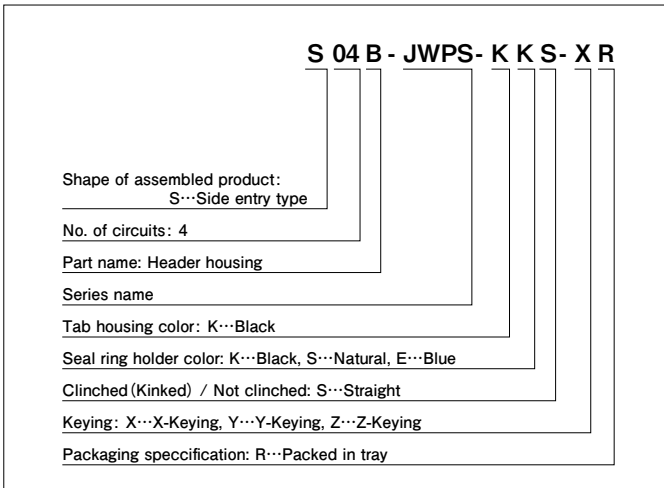 S 04 B - JWPS- K K S- X R
Shape of assembled product:
S…Side entry type
No. of circuits: 4
Part name: Header housing
Series name
Tab housing color: K…Black
Seal ring holder color: K…Black, S…Natural, E…Blue
Clinched (Kinked) / Not clinched: S…Straight
Keying: X…X-Keying, Y…Y-Keying, Z…Z-Keying
Packaging speccification: R…Packed in tray